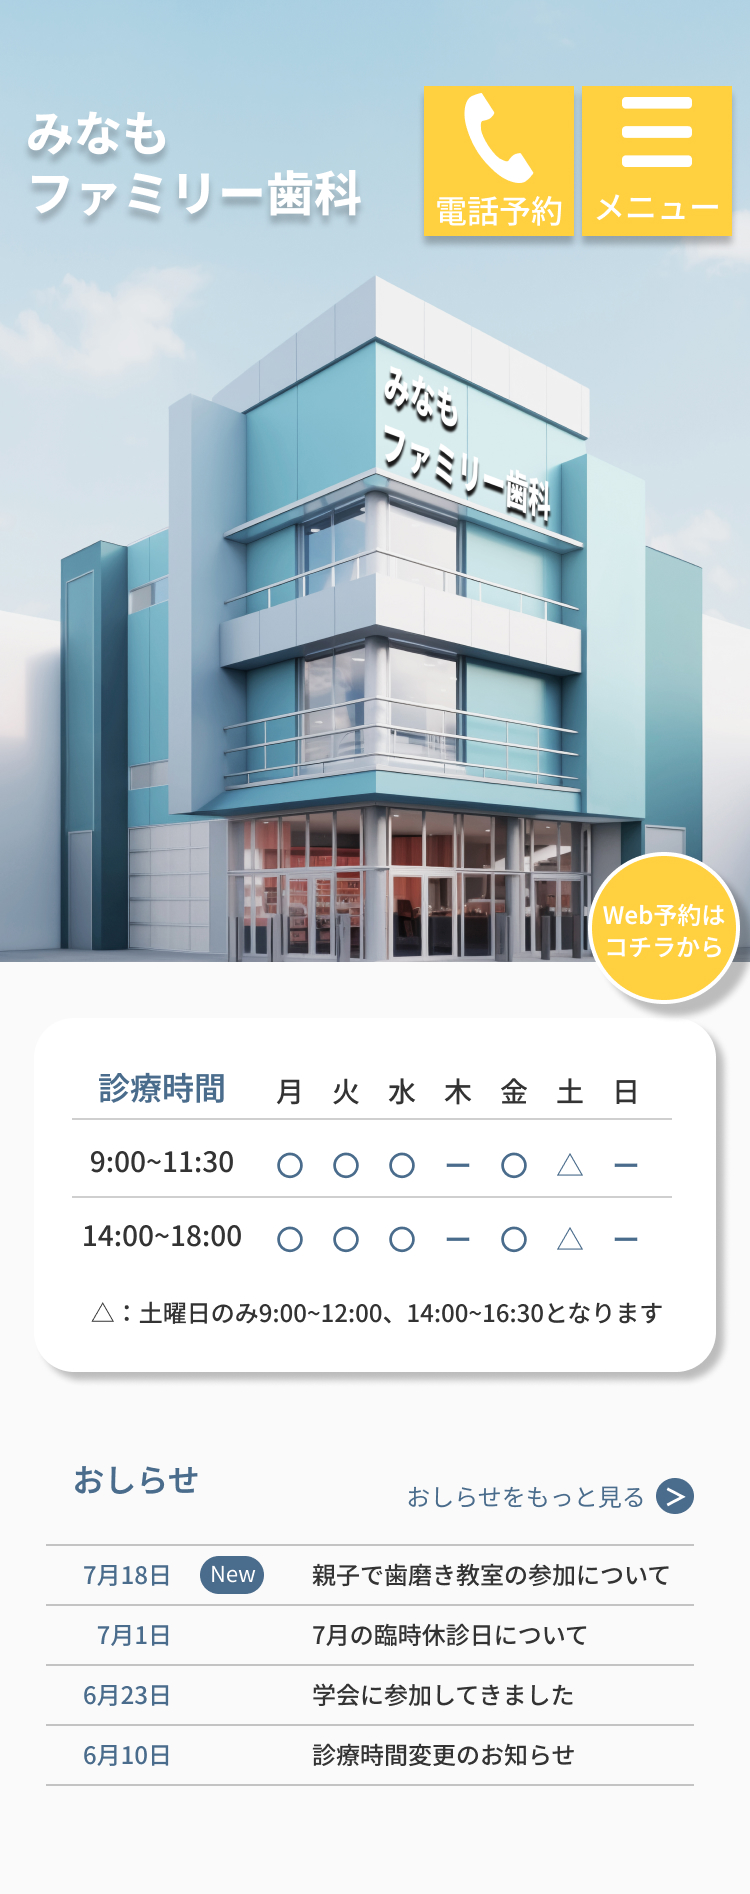 みなも
ファミリー歯科
電話予約
メニュー
みなも
ファミリー歯科
Web予約は
コチラから
診療時間 月 火 水 木 金 土 日
9:00~11:30 〇 〇 〇 ー 〇 △ ー
14:00~18:00 〇 〇 〇 ー 〇 △ ー
△：土曜日のみ9:00~12:00、14:00~16:30となります
おしらせ
おしらせをもっと見る >
7月18日 New 親子で歯磨き教室の参加について
7月1日 7月の臨時休診日について
6月23日 学会に参加してきました
6月10日 診療時間変更のお知らせ